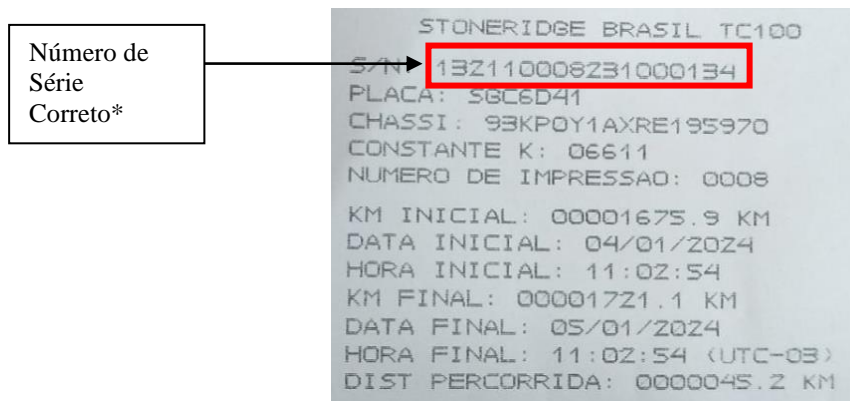 Número de
Série
Correto*
STONERIDGE BRASIL TC100
S/N: 13Z110008231000134
PLACA: SGC6D41
CHASSI: 93KP0Y1AXRE195970
CONSTANTE K: 06611
NUMERO DE IMPRESSAO: 0008
KM INICIAL: 00001675.9 KM
DATA INICIAL: 04/01/2024
HORA INICIAL: 11:02:54
KM FINAL: 00001721.1 KM
DATA FINAL: 05/01/2024
HORA FINAL: 11:02:54 (UTC-03)
DIST PERCORRIDA: 0000045.2 KM